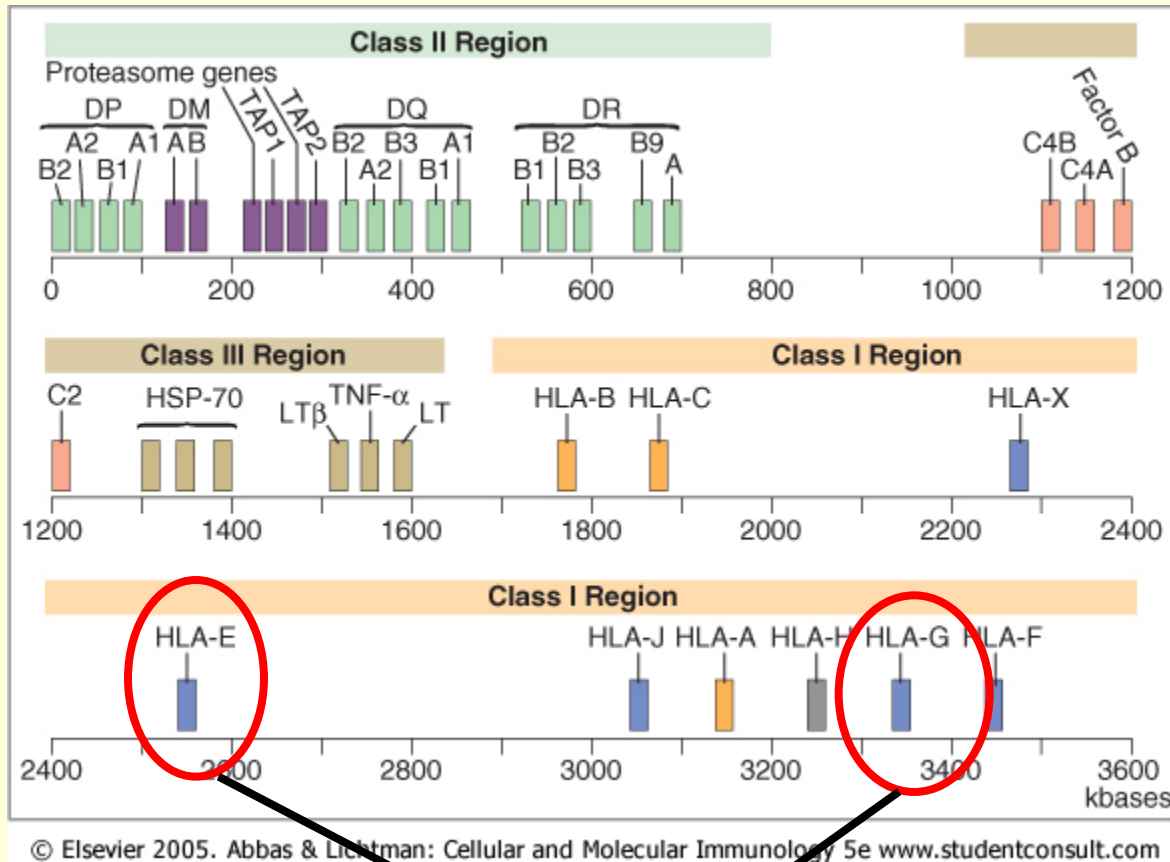 Class II Region
Proteasome genes
TAP1 TAP2 Factor B
DP DM DQ DR
A2 A1 A B B2 B3 A1 B2 B9 C4B
B2 B1 A2 B1 B1 B3 A C4A
0 200 400 600 800 1000 1200
Class III Region Class I Region
C2 HSP-70 LTβ TNF-α LT HLA-B HLA-C HLA-X
1200 1400 1600 1800 2000 2200 2400
Class I Region
HLA-E HLA-J HLA-A HLA-H HLA-G HLA-F
2400 2600 2800 3000 3200 3400 3600
kbases
© Elsevier 2005. Abbas & Lichtman: Cellular and Molecular Immunology 5e www.studentconsult.com